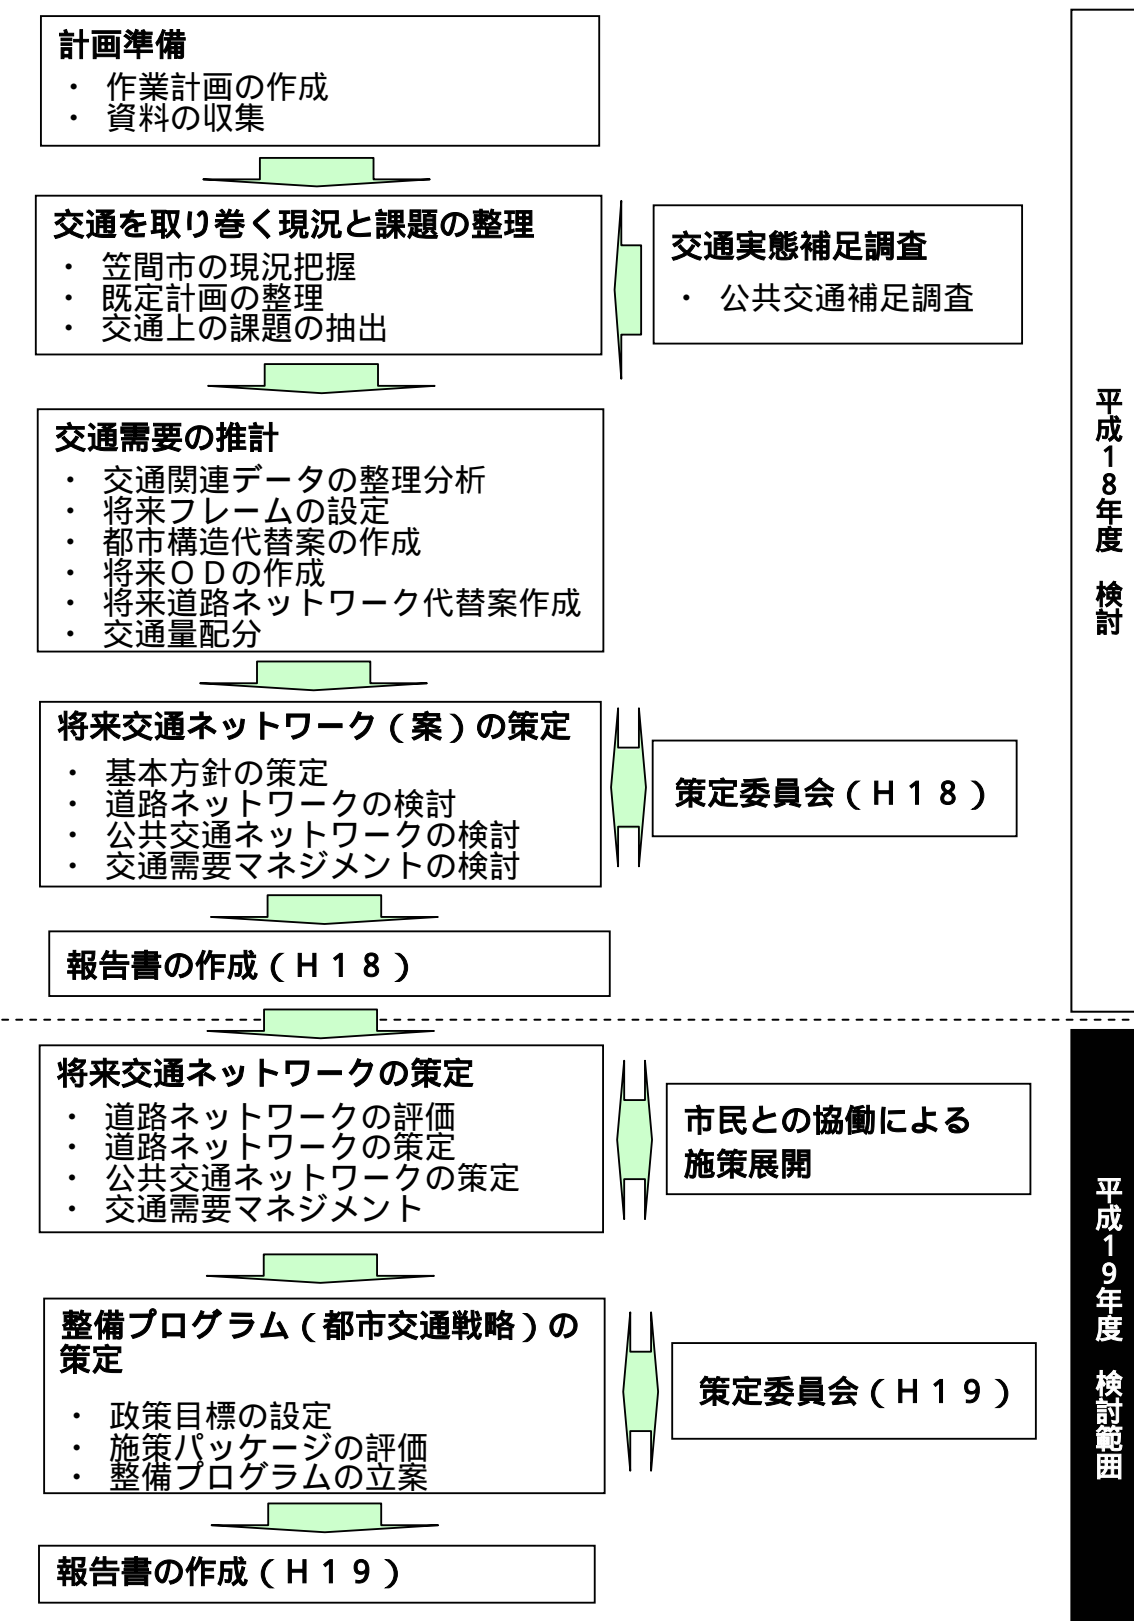 計画準備
・ 作業計画の作成
・ 資料の収集
交通を取り巻く現況と課題の整理
・ 笠間市の現況把握
・ 既定計画の整理
・ 交通上の課題の抽出
交通実態補足調査
・ 公共交通補足調査
交通需要の推計
・ 交通関連データの整理分析
・ 将来フレームの設定
・ 都市構造代替案の作成
・ 将来ＯＤの作成
・ 将来道路ネットワーク代替案作成
・ 交通量配分
将来交通ネットワーク（案）の策定
・ 基本方針の策定
・ 道路ネットワークの検討
・ 公共交通ネットワークの検討
・ 交通需要マネジメントの検討
策定委員会（Ｈ１８）
報告書の作成（Ｈ１８）
平成１８年度 検討
将来交通ネットワークの策定
・ 道路ネットワークの評価
・ 道路ネットワークの策定
・ 公共交通ネットワークの策定
・ 交通需要マネジメント
市民との協働による
施策展開
整備プログラム（都市交通戦略）の
策定
・ 政策目標の設定
・ 施策パッケージの評価
・ 整備プログラムの立案
策定委員会（Ｈ１９）
報告書の作成（Ｈ１９）
平成１９年度 検討範囲